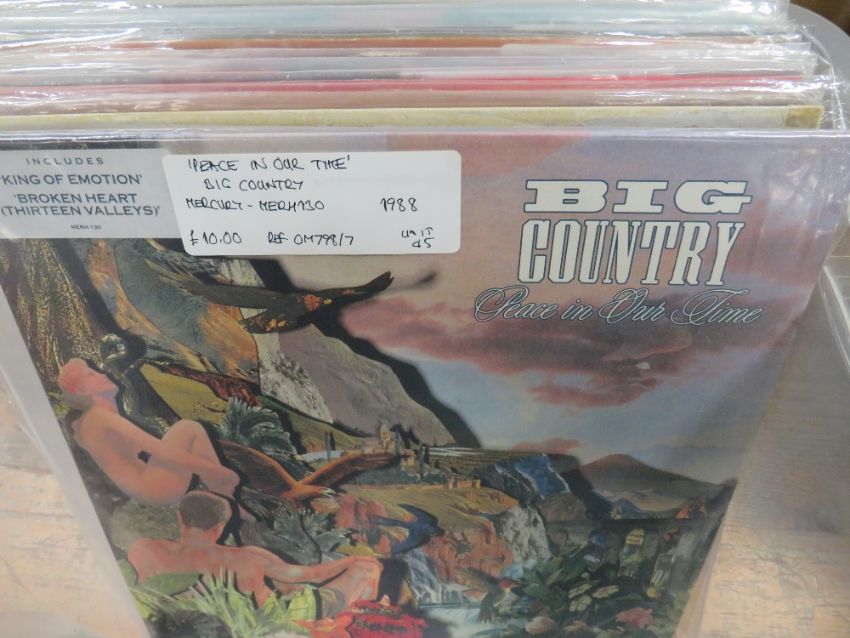 INCLUDES
'KING OF EMOTION'
'BROKEN HEART
(THIRTEEN VALLEYS)'
MERH 130
'PEACE IN OUR TIME'
BIG COUNTRY
MERCURY - MERH130 1988
£10.00 REF OM798/7 UNIT
d5
BIG
COUNTRY
Peace in Our Time